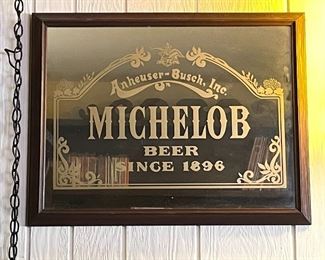 Anheuser-Busch, Inc.
MICHELOB
BEER
SINCE 1896